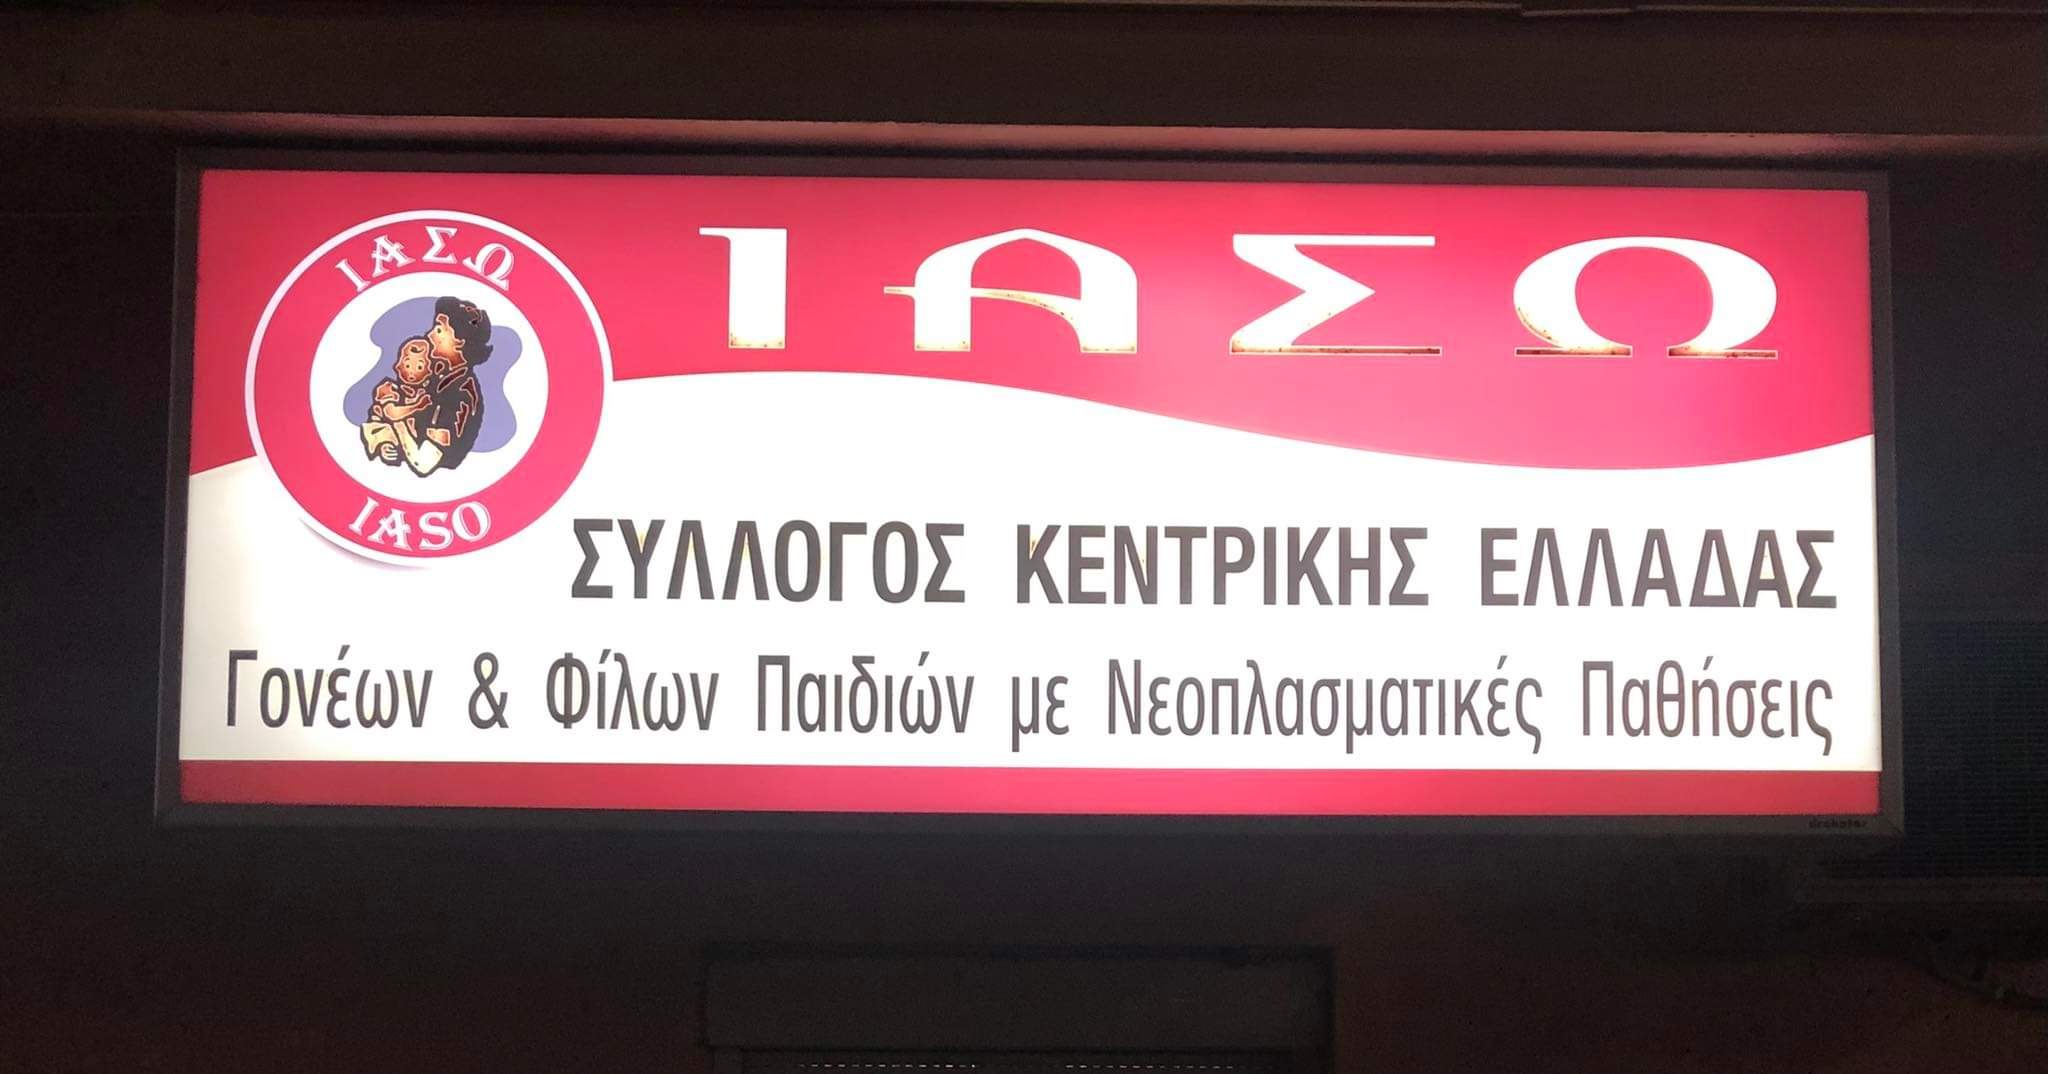 ΙΑΣΩ
ΙΑΣΩ
IASO
ΣΥΛΛΟΓΟΣ ΚΕΝΤΡΙΚΗΣ ΕΛΛΑΔΑΣ
Γονέων & Φίλων Παιδιών με Νεοπλασματικές Παθήσεις